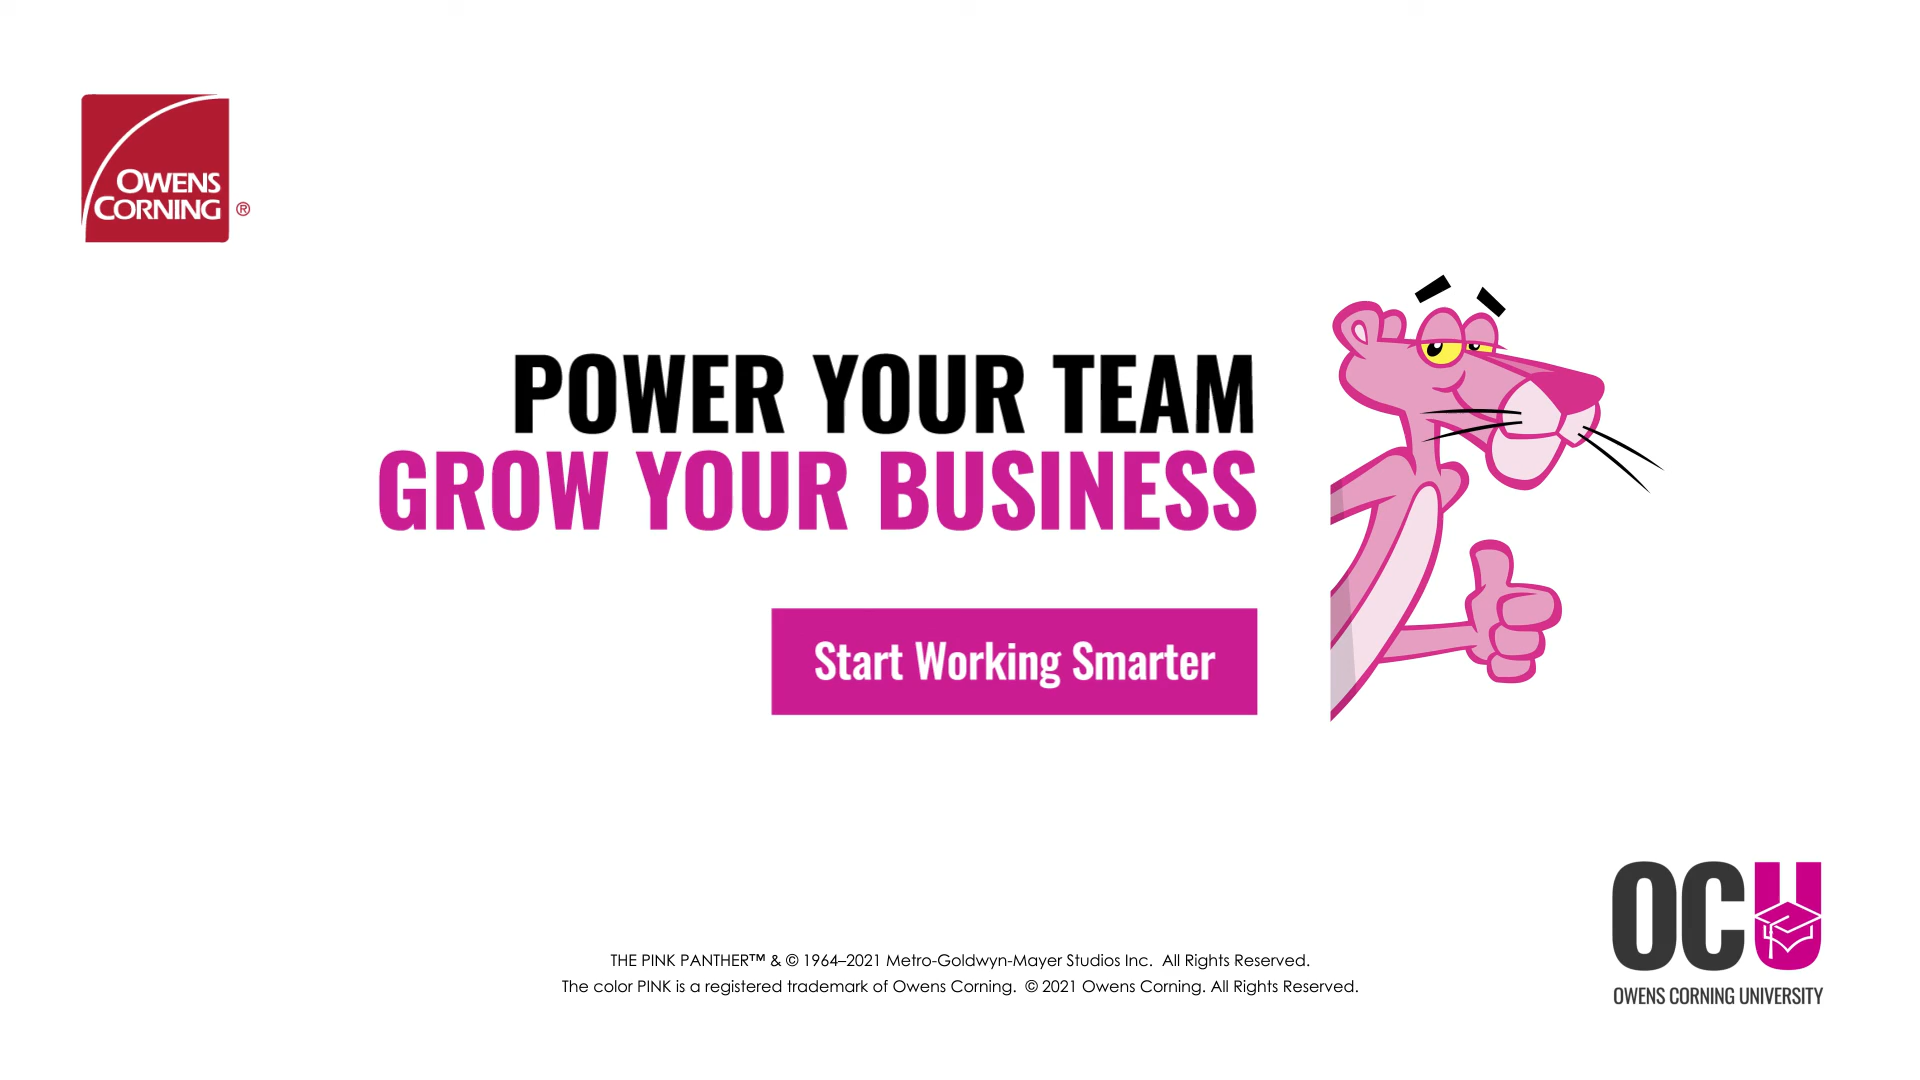 OWENS
CORNING ®
POWER YOUR TEAM
GROW YOUR BUSINESS
Start Working Smarter
OCU
OWENS CORNING UNIVERSITY
THE PINK PANTHER™ & © 1964–2021 Metro-Goldwyn-Mayer Studios Inc.  All Rights Reserved.
The color PINK is a registered trademark of Owens Corning.  © 2021 Owens Corning. All Rights Reserved.